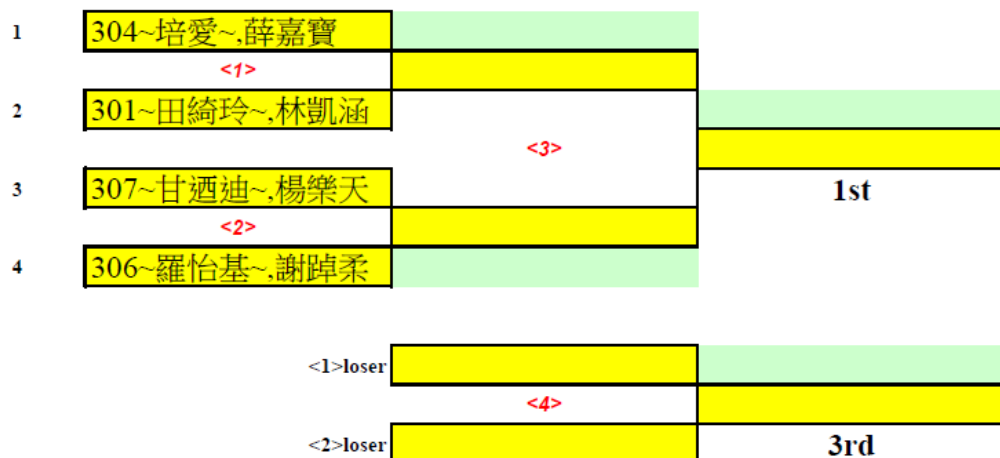 1 304~培愛~,薛嘉寶
<1>
2 301~田綺玲~,林凱涵
<3>
3 307~甘迺迪~,楊樂天 1st
<2>
4 306~羅怡基~,謝踔柔
<1>loser
<4>
<2>loser 3rd